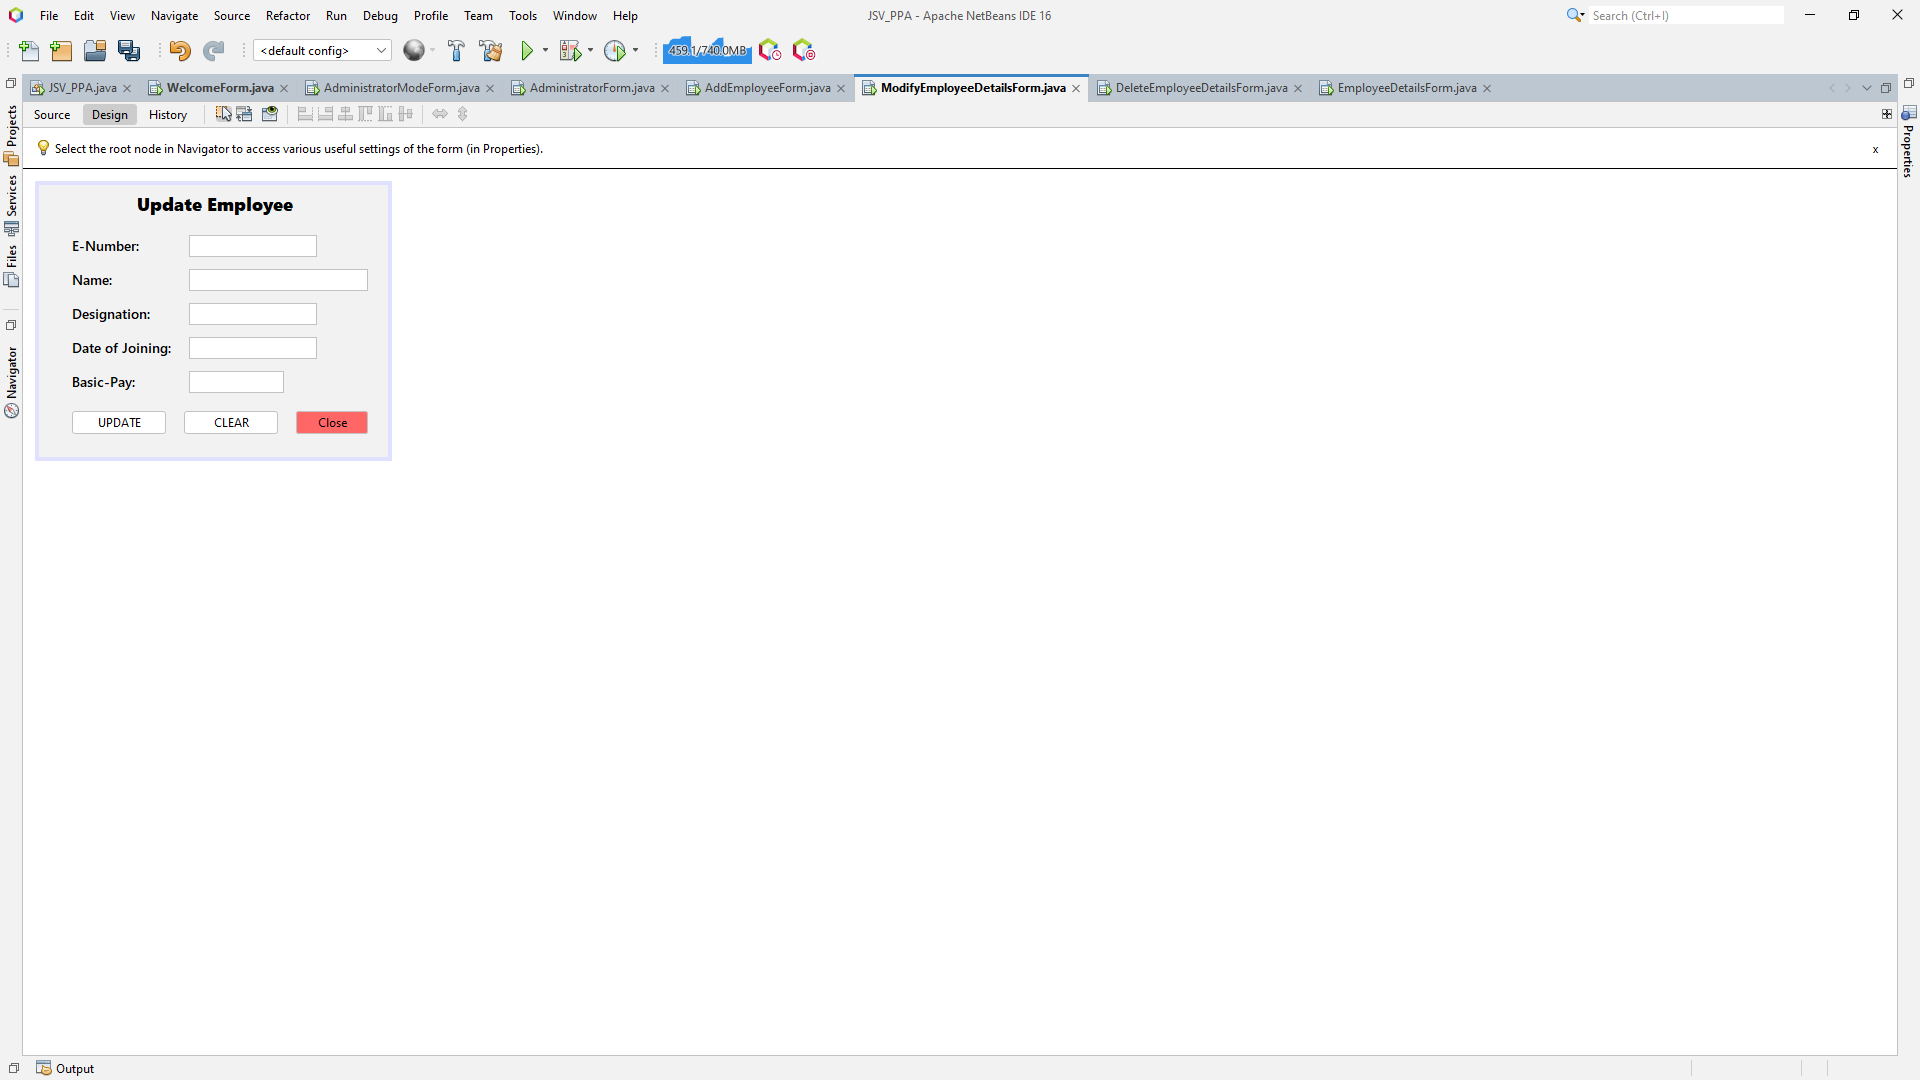 File Edit View Navigate Source Refactor Run Debug Profile Team Tools Window Help JSV_PPA - Apache NetBeans IDE 16 Search (Ctrl+I)
<default config> 459.1/740.0MB
JSV_PPA.java WelcomeForm.java AdministratorModeForm.java AdministratorForm.java AddEmployeeForm.java ModifyEmployeeDetailsForm.java DeleteEmployeeDetailsForm.java EmployeeDetailsForm.java
Source Design History
Select the root node in Navigator to access various useful settings of the form (in Properties). x
Projects
Services
Files
Navigator
Properties
Update Employee
E-Number:
Name:
Designation:
Date of Joining:
Basic-Pay:
UPDATE CLEAR Close
Output